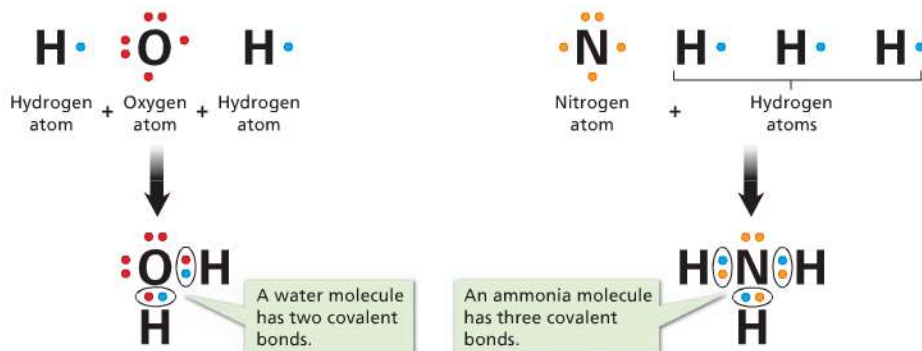 H O H
Hydrogen atom + Oxygen atom + Hydrogen atom
O H
H
A water molecule
has two covalent
bonds.
N H H H
Nitrogen atom + Hydrogen atoms
H N H
H
An ammonia molecule
has three covalent
bonds.